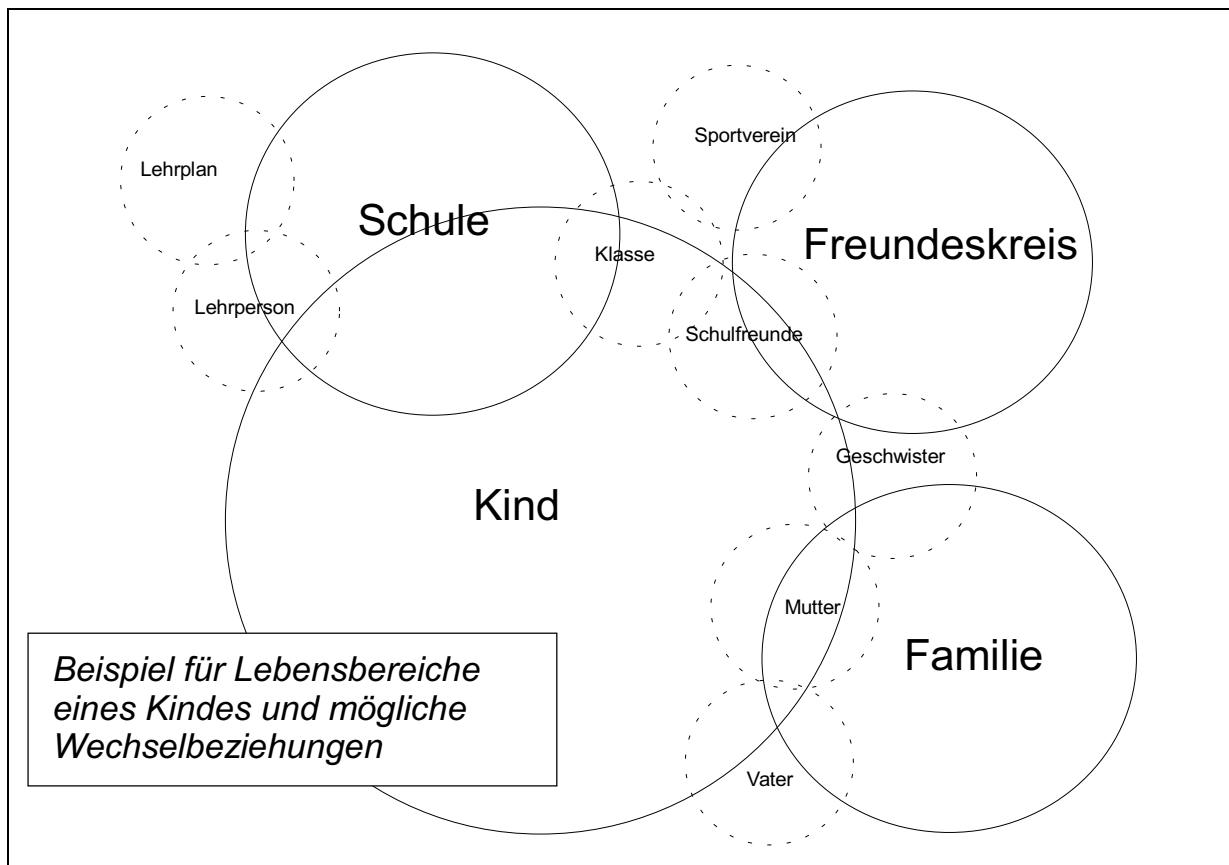 Sportverein
Lehrplan
Schule
Freundeskreis
Klasse
Lehrperson
Schulfreunde
Geschwister
Kind
Mutter
Familie
Beispiel für Lebensbereiche
eines Kindes und mögliche
Wechselbeziehungen
Vater